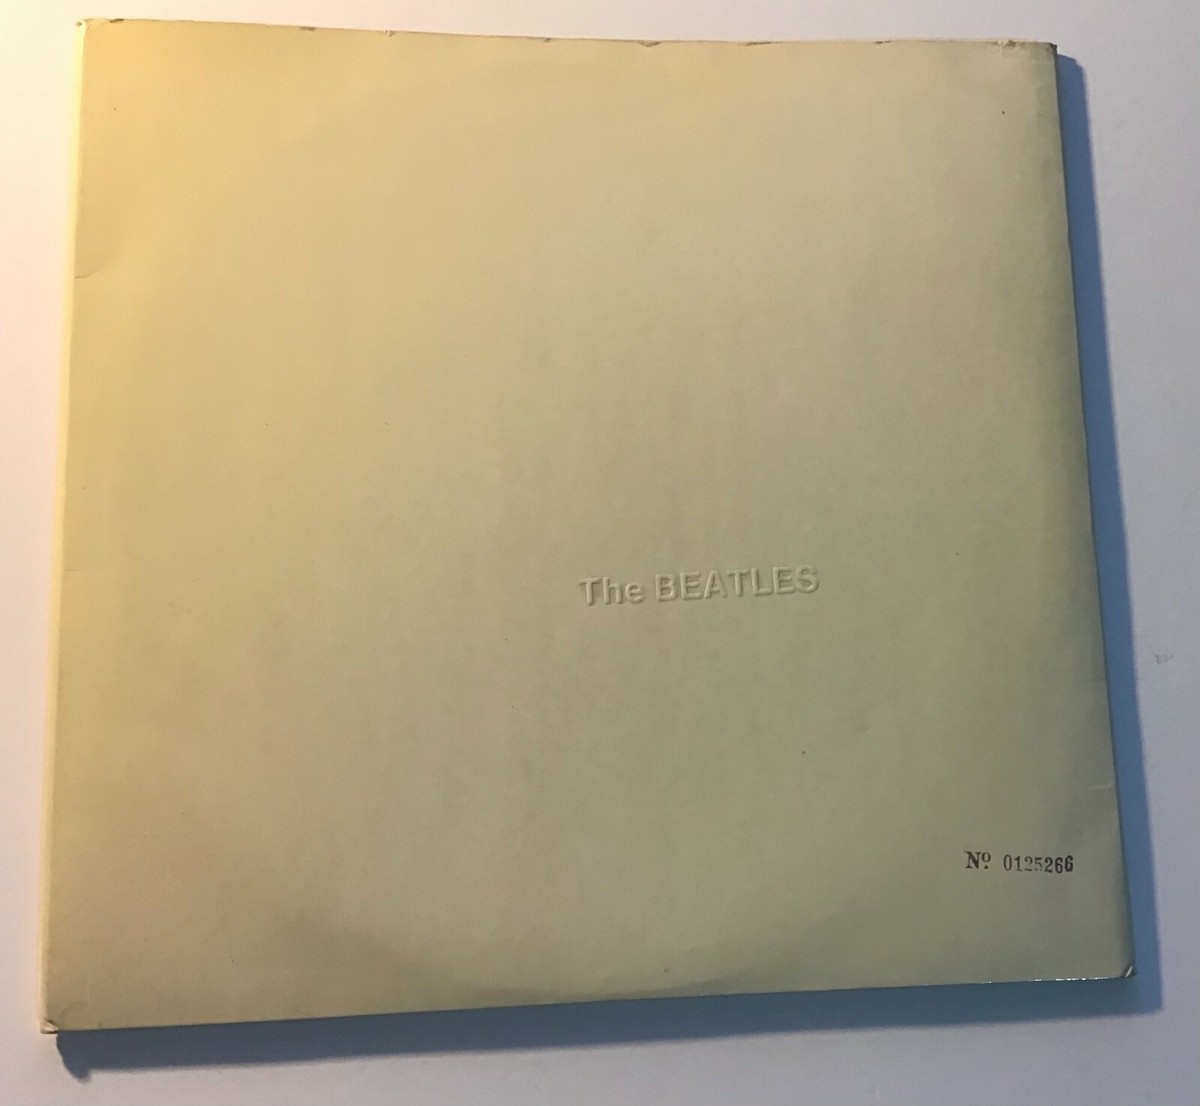 The BEATLES
Nº. 0125266